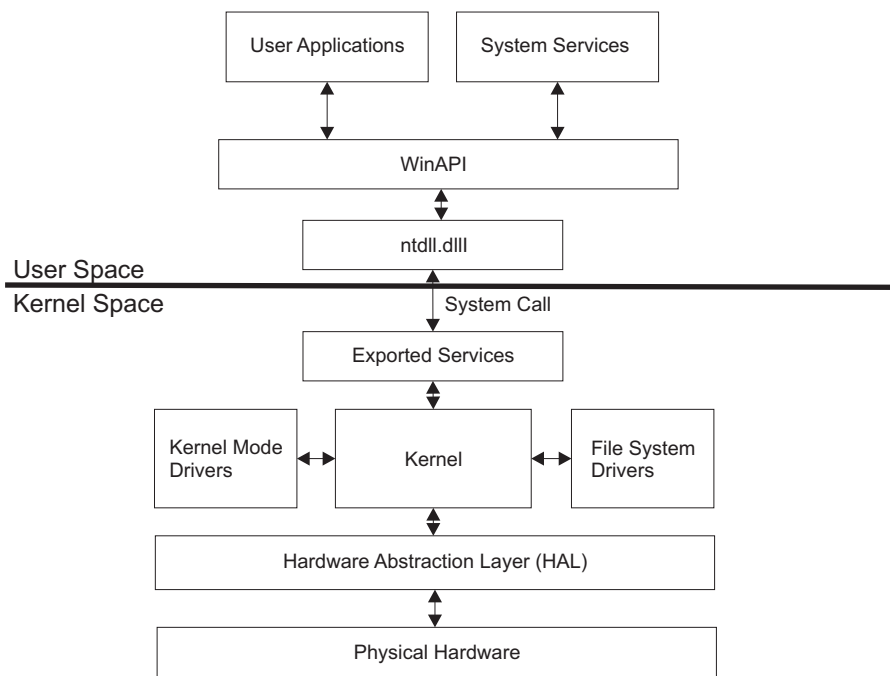 User Applications
System Services
WinAPI
ntdll.dlll
User Space
Kernel Space
System Call
Exported Services
Kernel Mode
Drivers
Kernel
File System
Drivers
Hardware Abstraction Layer (HAL)
Physical Hardware